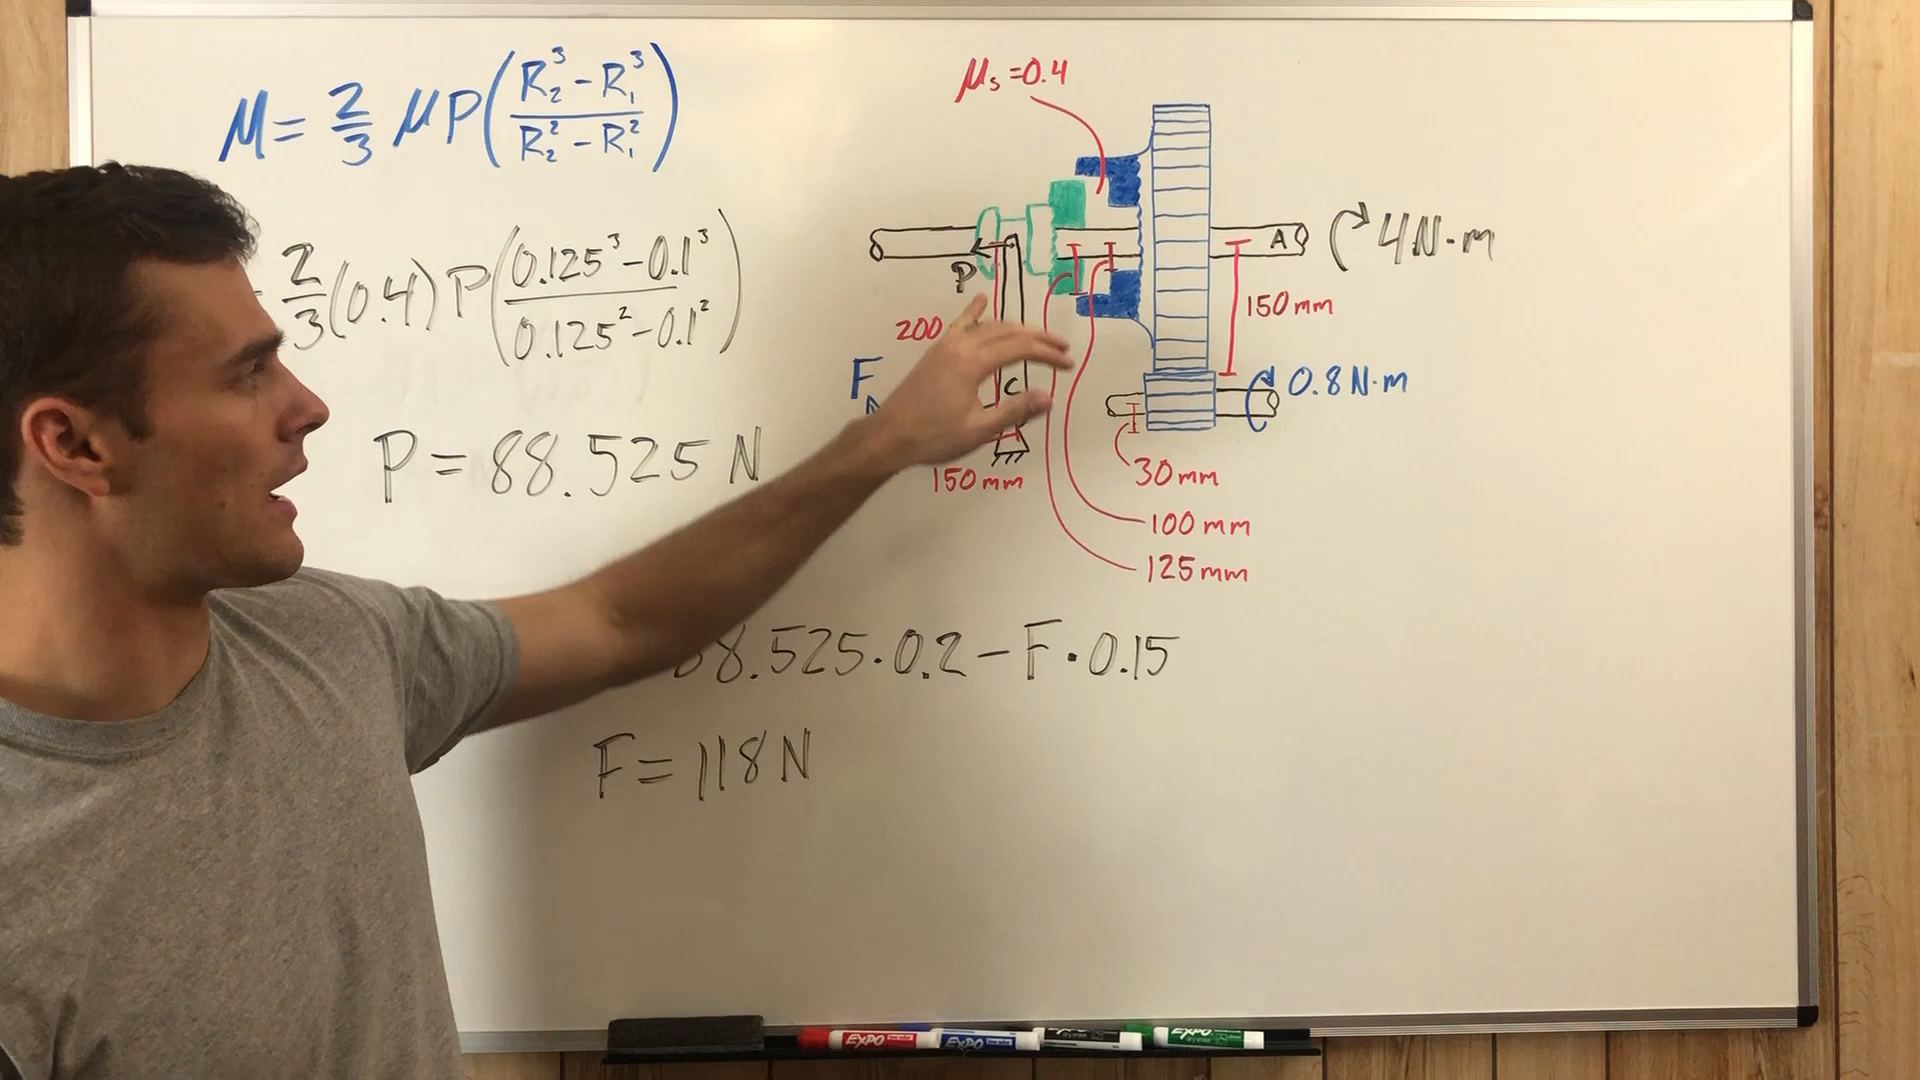 M = 2/3 μP(R₂³ - R₁³ / R₂² - R₁²)
2/3 (0.4) P(0.125³ - 0.1³ / 0.125² - 0.1²)
P = 88.525 N
8.525 · 0.2 - F · 0.15
F = 118 N
μs = 0.4
A
4 N·m
P
150 mm
200
F
C
0.8 N·m
150 mm
30 mm
100 mm
125 mm
EXPO
EXPO
EXPO